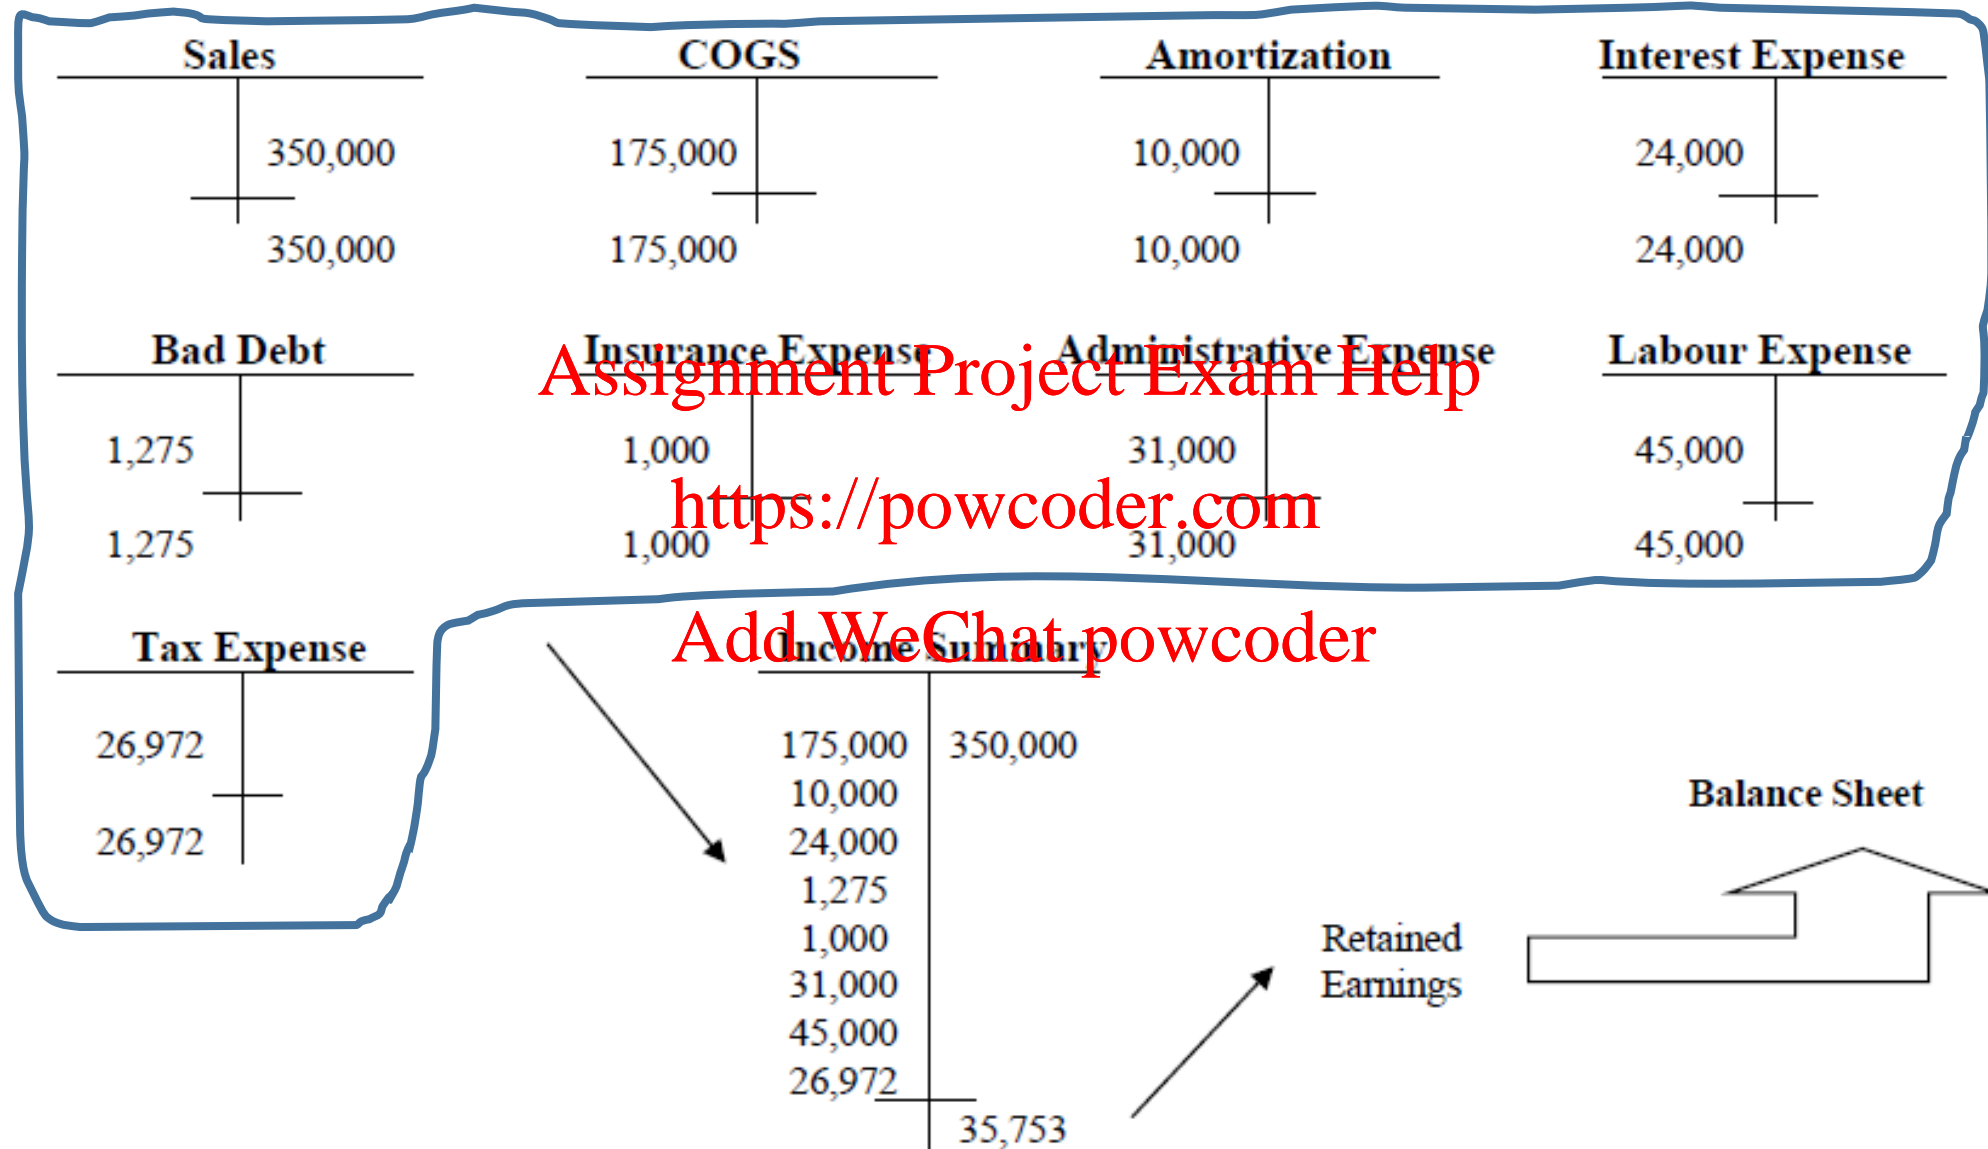 Sales COGS Amortization Interest Expense
350,000 175,000 10,000 24,000
350,000 175,000 10,000 24,000
Bad Debt Insurance Expense Administrative Expense Labour Expense
Assignment Project Exam Help
1,275 1,000 31,000 45,000
https://powcoder.com
1,275 1,000 31,000 45,000
Add WeChat powcoder
Tax Expense Income Summary
26,972 175,000 350,000
10,000 Balance Sheet
26,972 24,000
1,275
1,000 Retained
31,000 Earnings
45,000
26,972
35,753